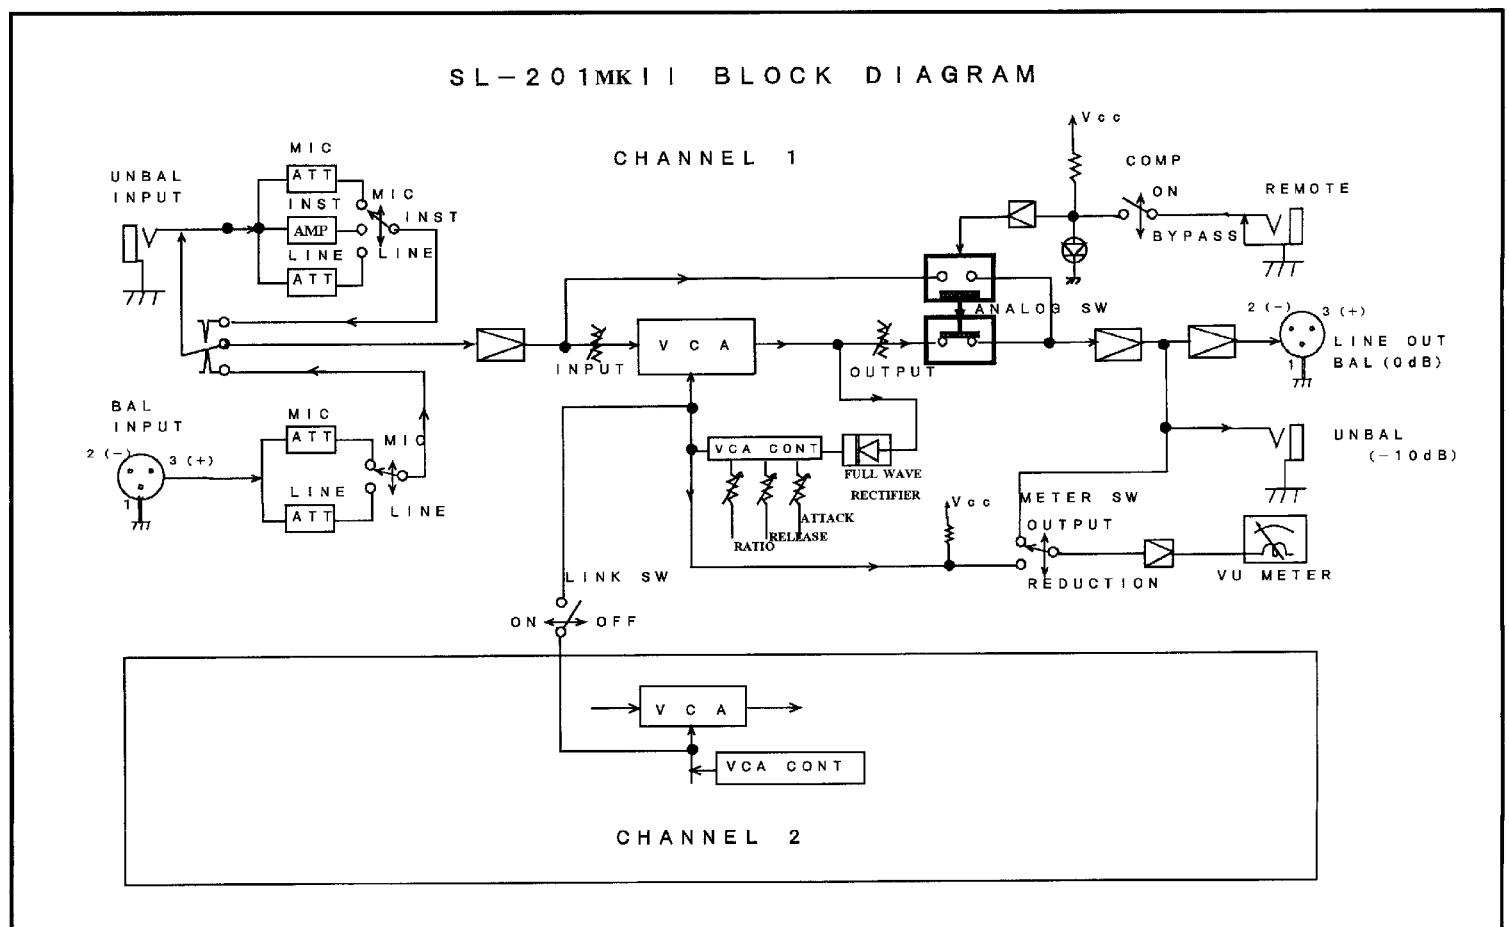 SL-201MKII BLOCK DIAGRAM
CHANNEL 1
UNBAL
INPUT
MIC
ATT
INST
AMP
LINE
ATT
MIC
INST
LINE
BAL
INPUT
2 (-)
3 (+)
1
MIC
ATT
LINE
ATT
MIC
LINE
INPUT
VCA
OUTPUT
VCA CONT
FULL WAVE
RECTIFIER
RATIO
RELEASE
ATTACK
Vcc
COMP
ON
BYPASS
REMOTE
ANALOG SW
2 (-)
3 (+)
1
LINE OUT
BAL (0dB)
UNBAL
(-10dB)
Vcc
METER SW
OUTPUT
REDUCTION
VU METER
LINK SW
ON
OFF
VCA
VCA CONT
CHANNEL 2